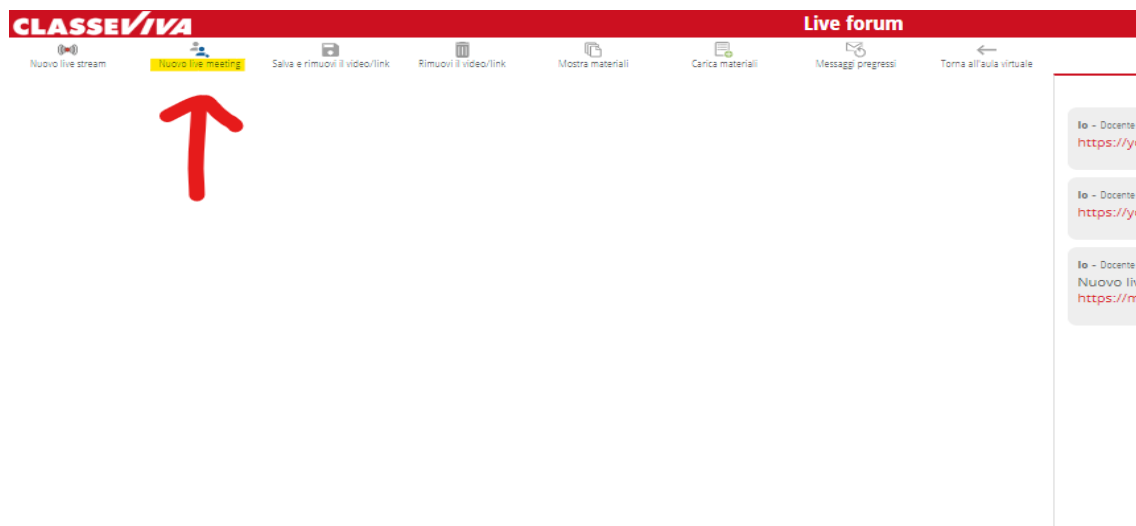 CLASSEVIVA
Live forum
Nuovo live stream
Nuovo live meeting
Salva e rimuovi il video/link
Rimuovi il video/link
Mostra materiali
Carica materiali
Messaggi pregressi
Torna all'aula virtuale
Io - Docente
https://y
Io - Docente
https://y
Io - Docente
Nuovo li
https://m